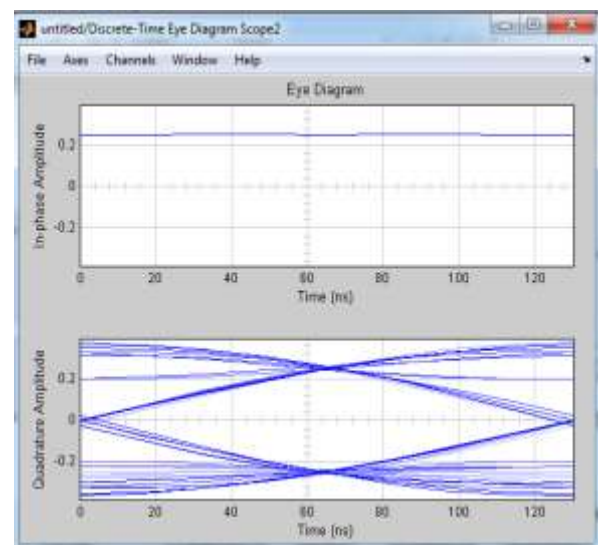 untitled/Discrete-Time Eye Diagram Scope2
File Axes Channels Window Help
Eye Diagram
In-phase Amplitude
0.2
0
-0.2
0 20 40 60 80 100 120
Time (ns)
Quadrature Amplitude
0.2
0
-0.2
0 20 40 60 80 100 120
Time (ns)